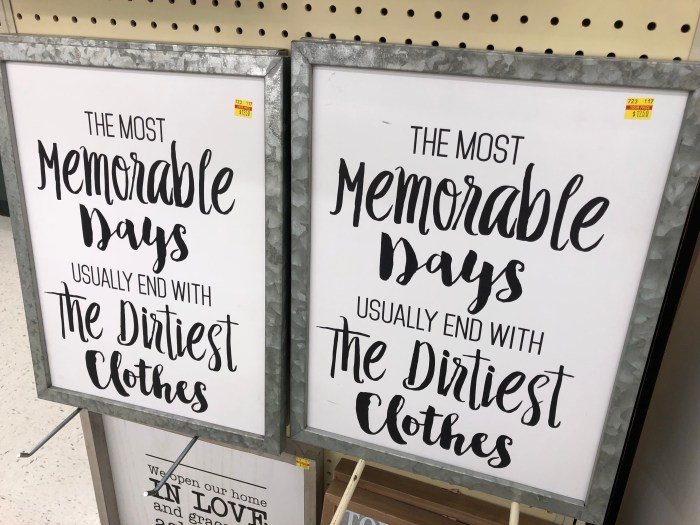 THE MOST
Memorable
Days
USUALLY END WITH
The Dirtiest
Clothes
THE MOST
Memorable
Days
USUALLY END WITH
The Dirtiest
Clothes
We open our home
IN LOVE
and grace